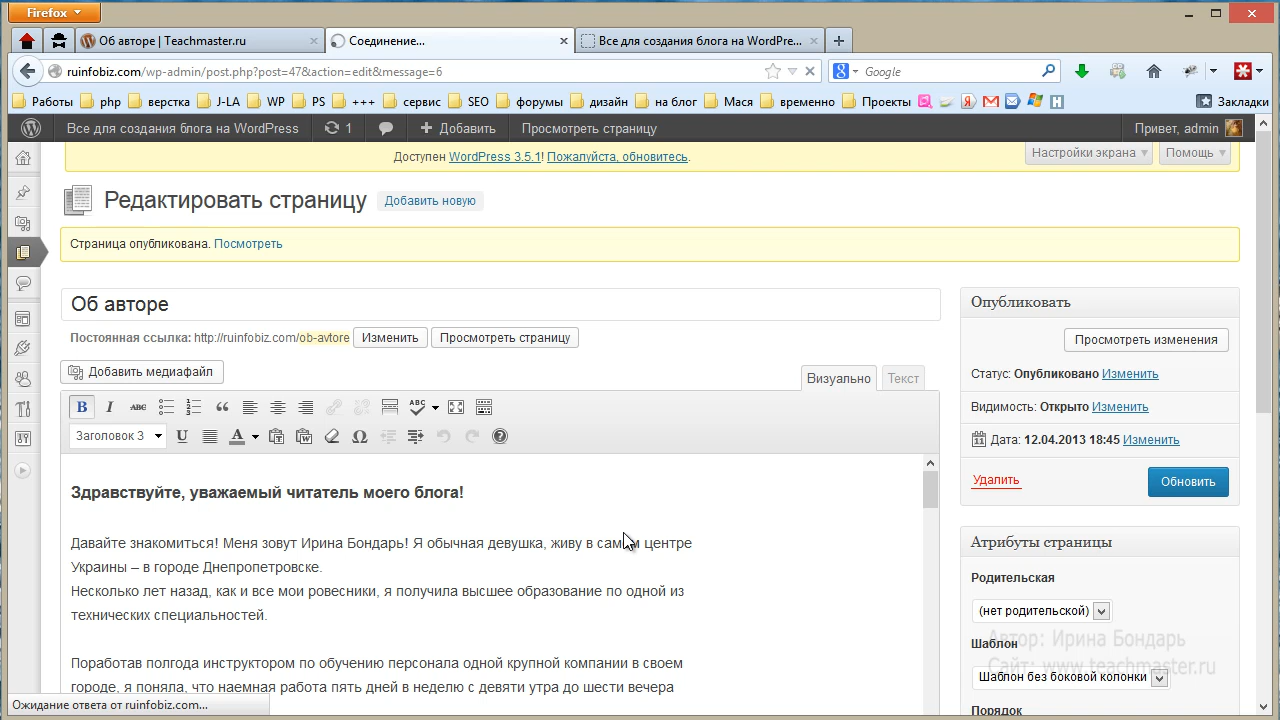 Firefox
Об авторе | Teachmaster.ru
Соединение...
Все для создания блога на WordPre...
ruinfobiz.com/wp-admin/post.php?post=47&action=edit&message=6
Google
Работы php верстка J-LA WP PS +++ сервис SEO форумы дизайн на блог Мася временно Проекты Закладки
Все для создания блога на WordPress 1 Добавить Просмотреть страницу Привет, admin
Доступен WordPress 3.5.1! Пожалуйста, обновитесь.
Настройки экрана Помощь
Редактировать страницу Добавить новую
Страница опубликована. Посмотреть
Об авторе
Постоянная ссылка: http://ruinfobiz.com/ob-avtore Изменить Просмотреть страницу
Добавить медиафайл
Визуально Текст
B I ABC ABC
Заголовок 3 U A
Здравствуйте, уважаемый читатель моего блога!
Давайте знакомиться! Меня зовут Ирина Бондарь! Я обычная девушка, живу в самом центре
Украины – в городе Днепропетровске.
Несколько лет назад, как и все мои ровесники, я получила высшее образование по одной из
технических специальностей.
Поработав полгода инструктором по обучению персонала одной крупной компании в своем
городе, я поняла, что наемная работа пять дней в неделю с девяти утра до шести вечера
Опубликовать
Просмотреть изменения
Статус: Опубликовано Изменить
Видимость: Открыто Изменить
Дата: 12.04.2013 18:45 Изменить
Удалить Обновить
Атрибуты страницы
Родительская
(нет родительской)
Шаблон
Шаблон без боковой колонки
Порядок
Автор: Ирина Бондарь
Сайт: www.teachmaster.ru
Ожидание ответа от ruinfobiz.com...